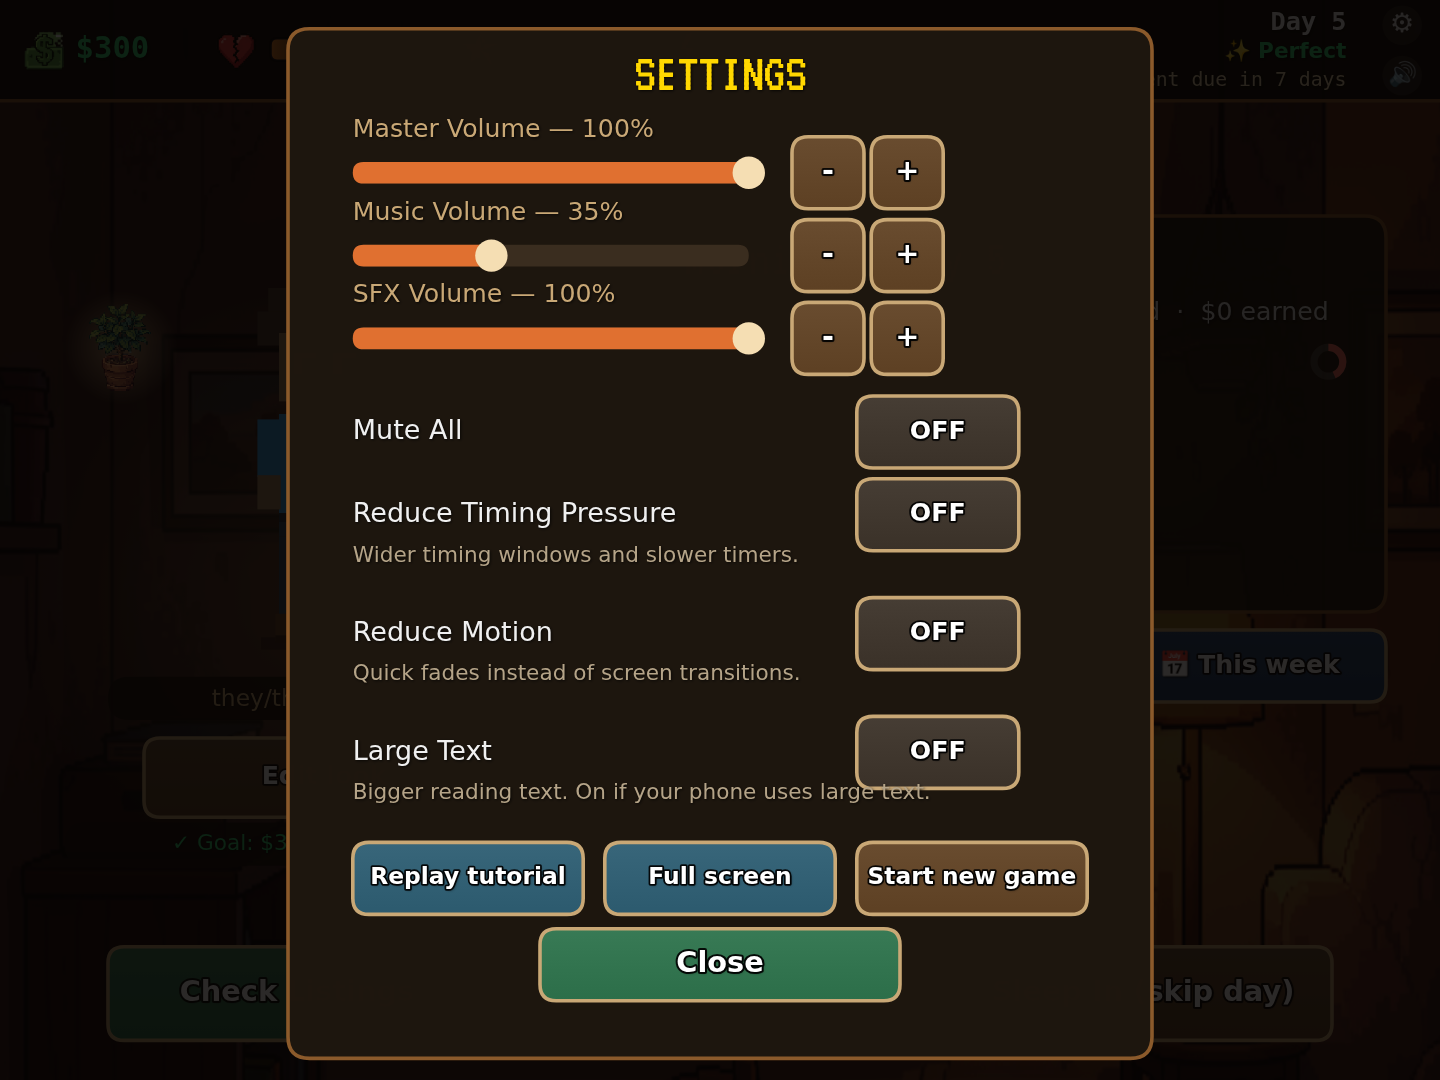 $300
Day 5
✨ Perfect
nt due in 7 days
SETTINGS
Master Volume — 100%
- +
Music Volume — 35%
- +
SFX Volume — 100%
- +
· $0 earned
Mute All
OFF
Reduce Timing Pressure
OFF
Wider timing windows and slower timers.
Reduce Motion
OFF
Quick fades instead of screen transitions.
This week
they/th
Large Text
OFF
Bigger reading text. On if your phone uses large text.
✓ Goal: $3
Replay tutorial
Full screen
Start new game
Close
Check
skip day)